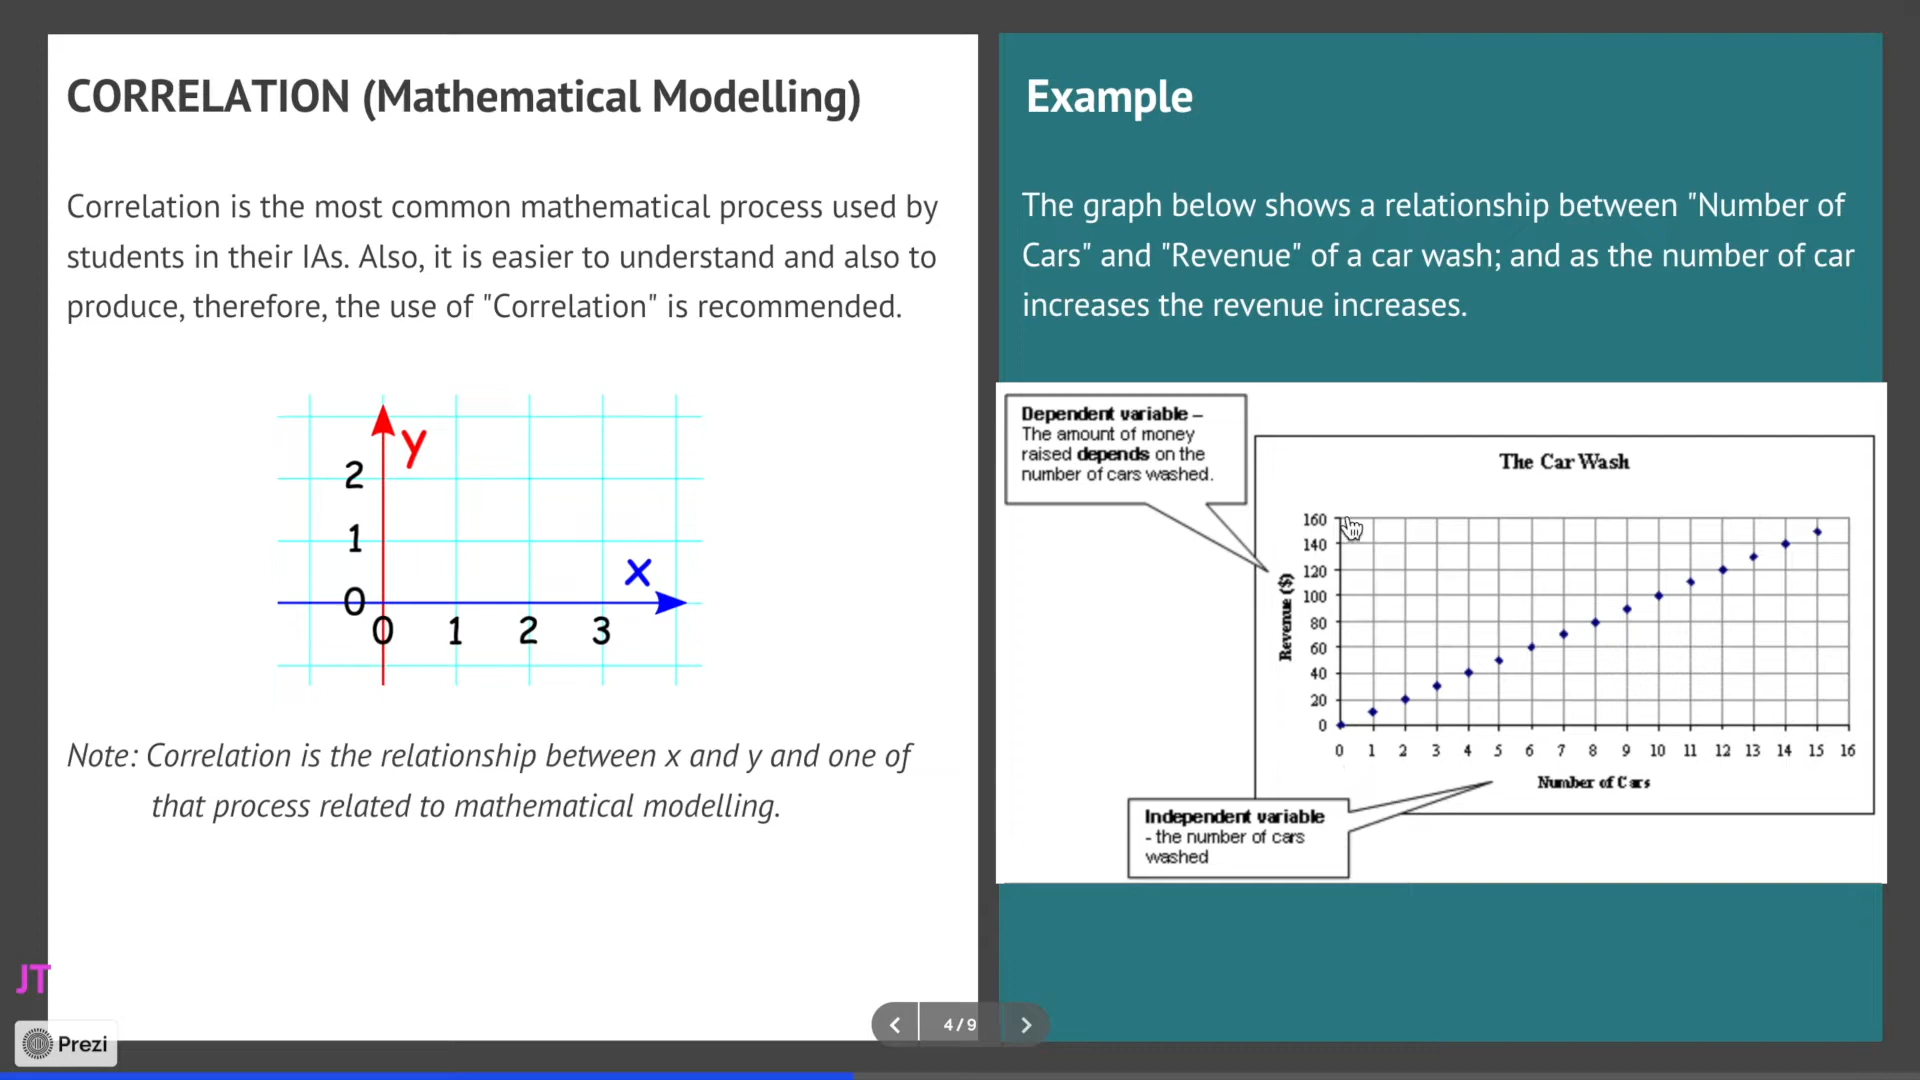 CORRELATION (Mathematical Modelling)
Correlation is the most common mathematical process used by
students in their IAs. Also, it is easier to understand and also to
produce, therefore, the use of "Correlation" is recommended.
y
2
1
x
0
0 1 2 3
Note: Correlation is the relationship between x and y and one of
that process related to mathematical modelling.
Example
The graph below shows a relationship between "Number of
Cars" and "Revenue" of a car wash; and as the number of car
increases the revenue increases.
Dependent variable –
The amount of money
raised depends on the
number of cars washed.
The Car Wash
Revenue ($)
160
140
120
100
80
60
40
20
0
0 1 2 3 4 5 6 7 8 9 10 11 12 13 14 15 16
Number of Cars
Independent variable
- the number of cars
washed
JT
Prezi
4 / 9